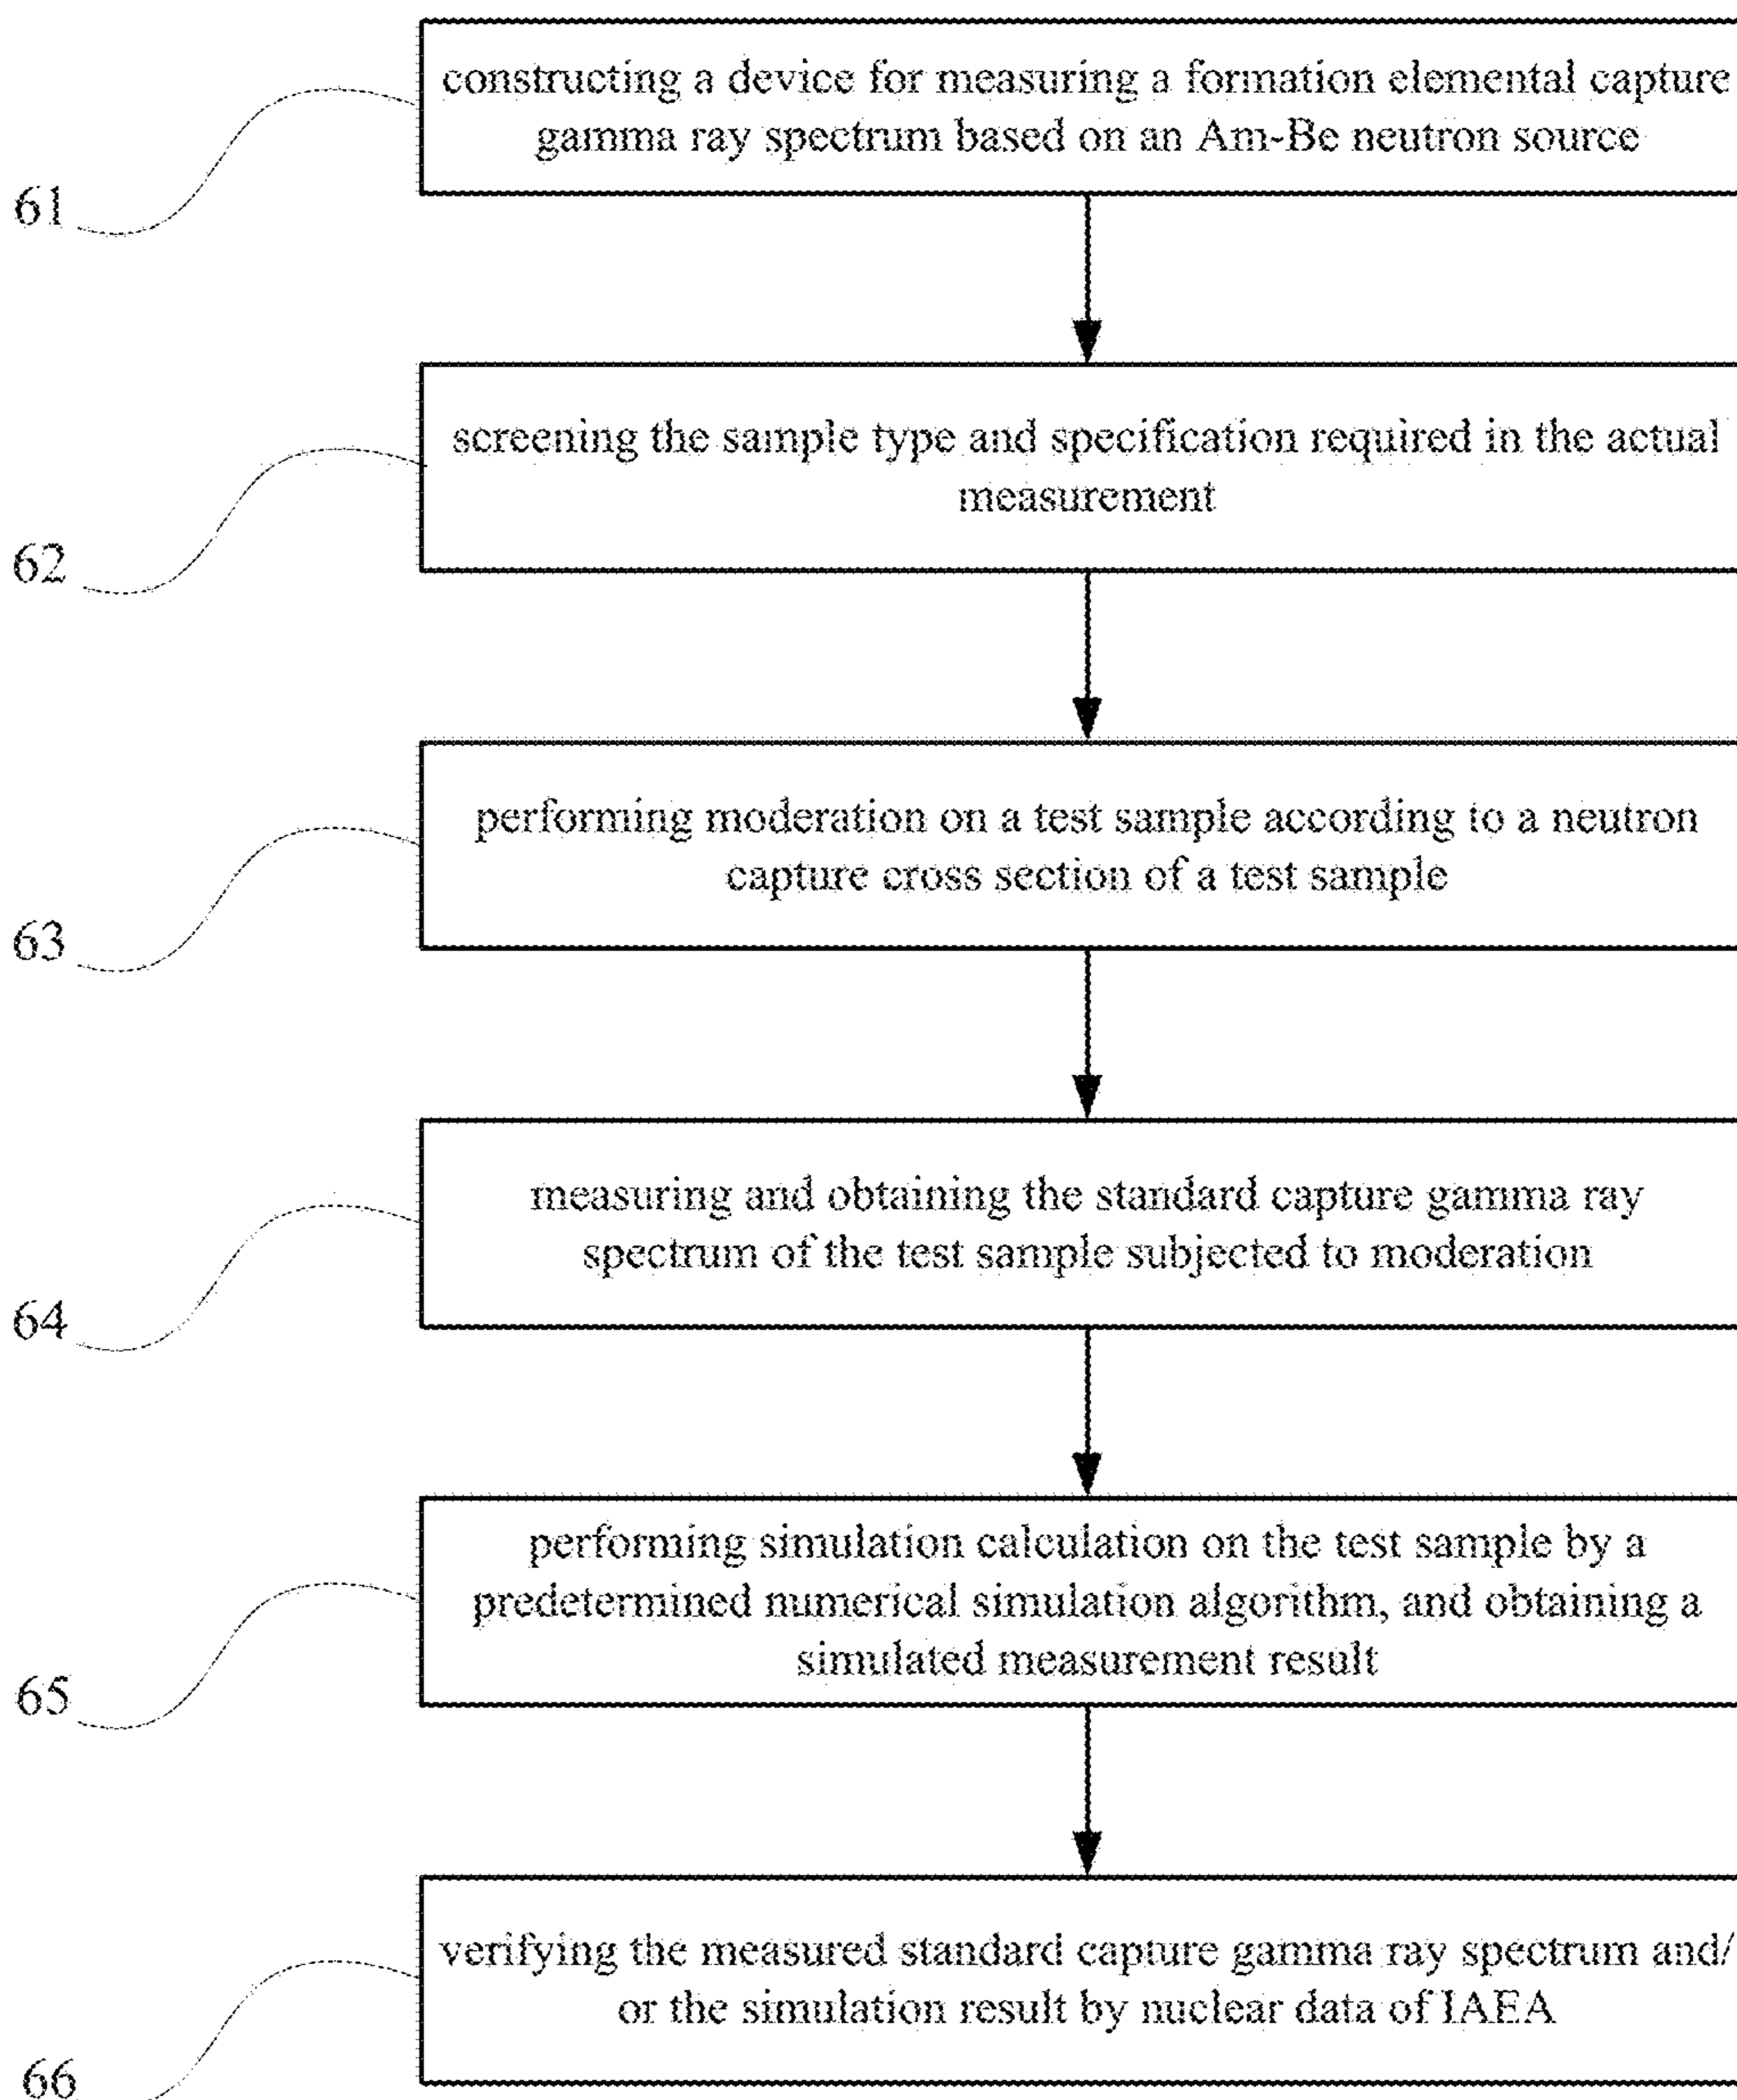 constructing a device for measuring a formation elemental capture
gamma ray spectrum based on an Am-Be neutron source
61
screening the sample type and specification required in the actual
measurement
62
performing moderation on a test sample according to a neutron
capture cross section of a test sample
63
measuring and obtaining the standard capture gamma ray
spectrum of the test sample subjected to moderation
64
performing simulation calculation on the test sample by a
predetermined numerical simulation algorithm, and obtaining a
simulated measurement result
65
verifying the measured standard capture gamma ray spectrum and/
or the simulation result by nuclear data of IAEA
66